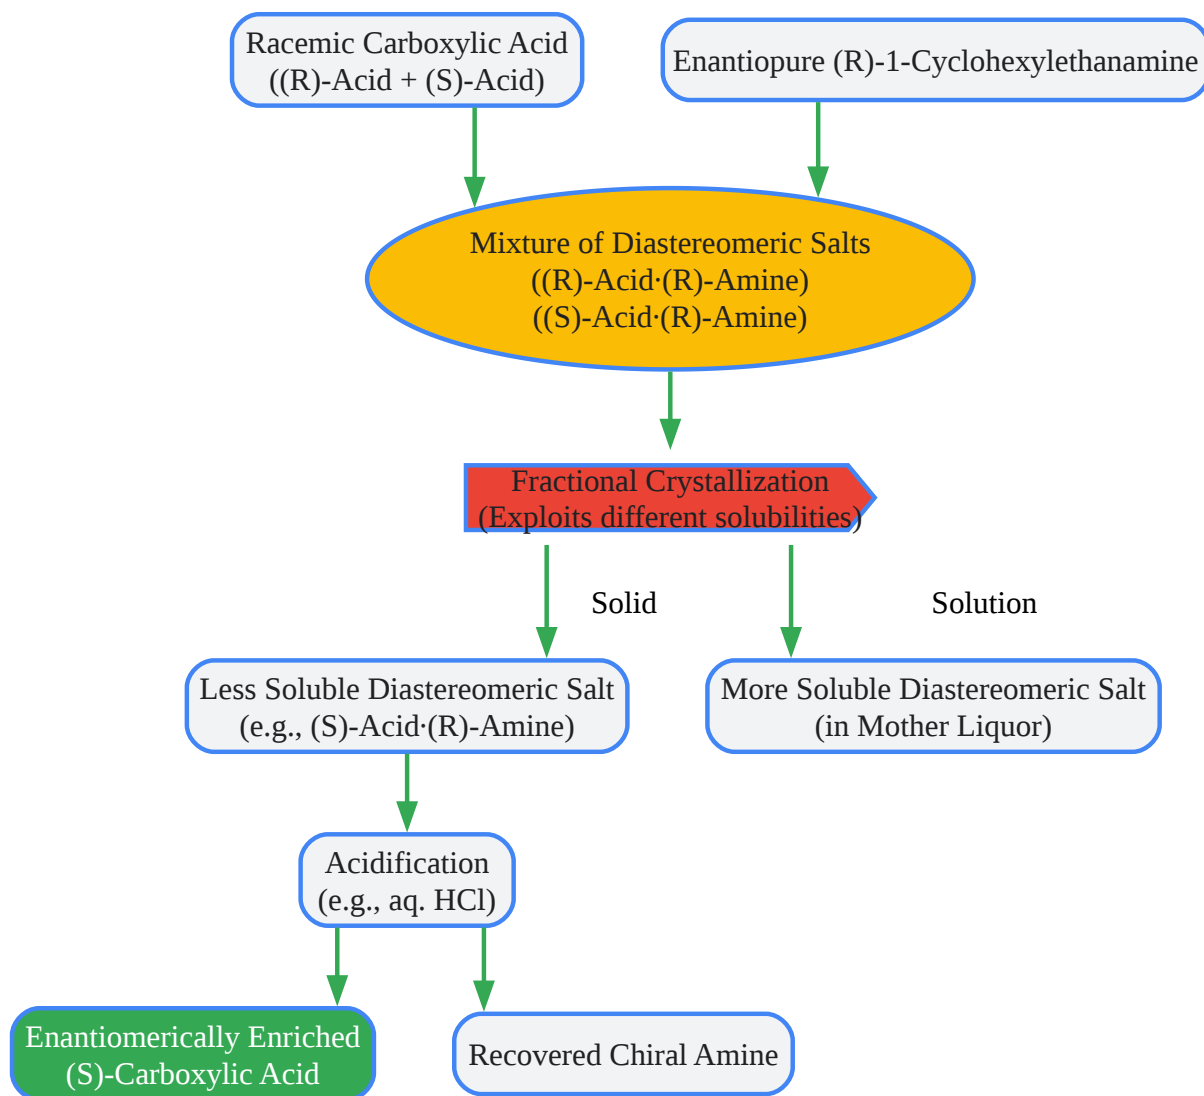 Racemic Carboxylic Acid
((R)-Acid + (S)-Acid)
Enantiopure (R)-1-Cyclohexylethanamine
Mixture of Diastereomeric Salts
((R)-Acid·(R)-Amine)
((S)-Acid·(R)-Amine)
Fractional Crystallization
(Exploits different solubilities)
Solid
Solution
Less Soluble Diastereomeric Salt
(e.g., (S)-Acid·(R)-Amine)
More Soluble Diastereomeric Salt
(in Mother Liquor)
Acidification
(e.g., aq. HCl)
Enantiomerically Enriched
(S)-Carboxylic Acid
Recovered Chiral Amine